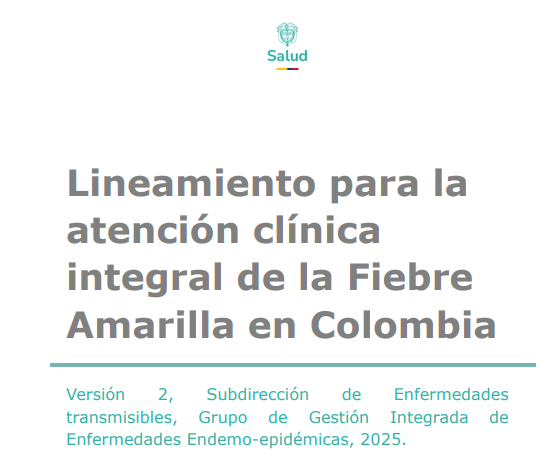 Salud
Lineamiento para la
atención clínica
integral de la Fiebre
Amarilla en Colombia
Versión 2, Subdirección de Enfermedades
transmisibles, Grupo de Gestión Integrada de
Enfermedades Endemo-epidémicas, 2025.